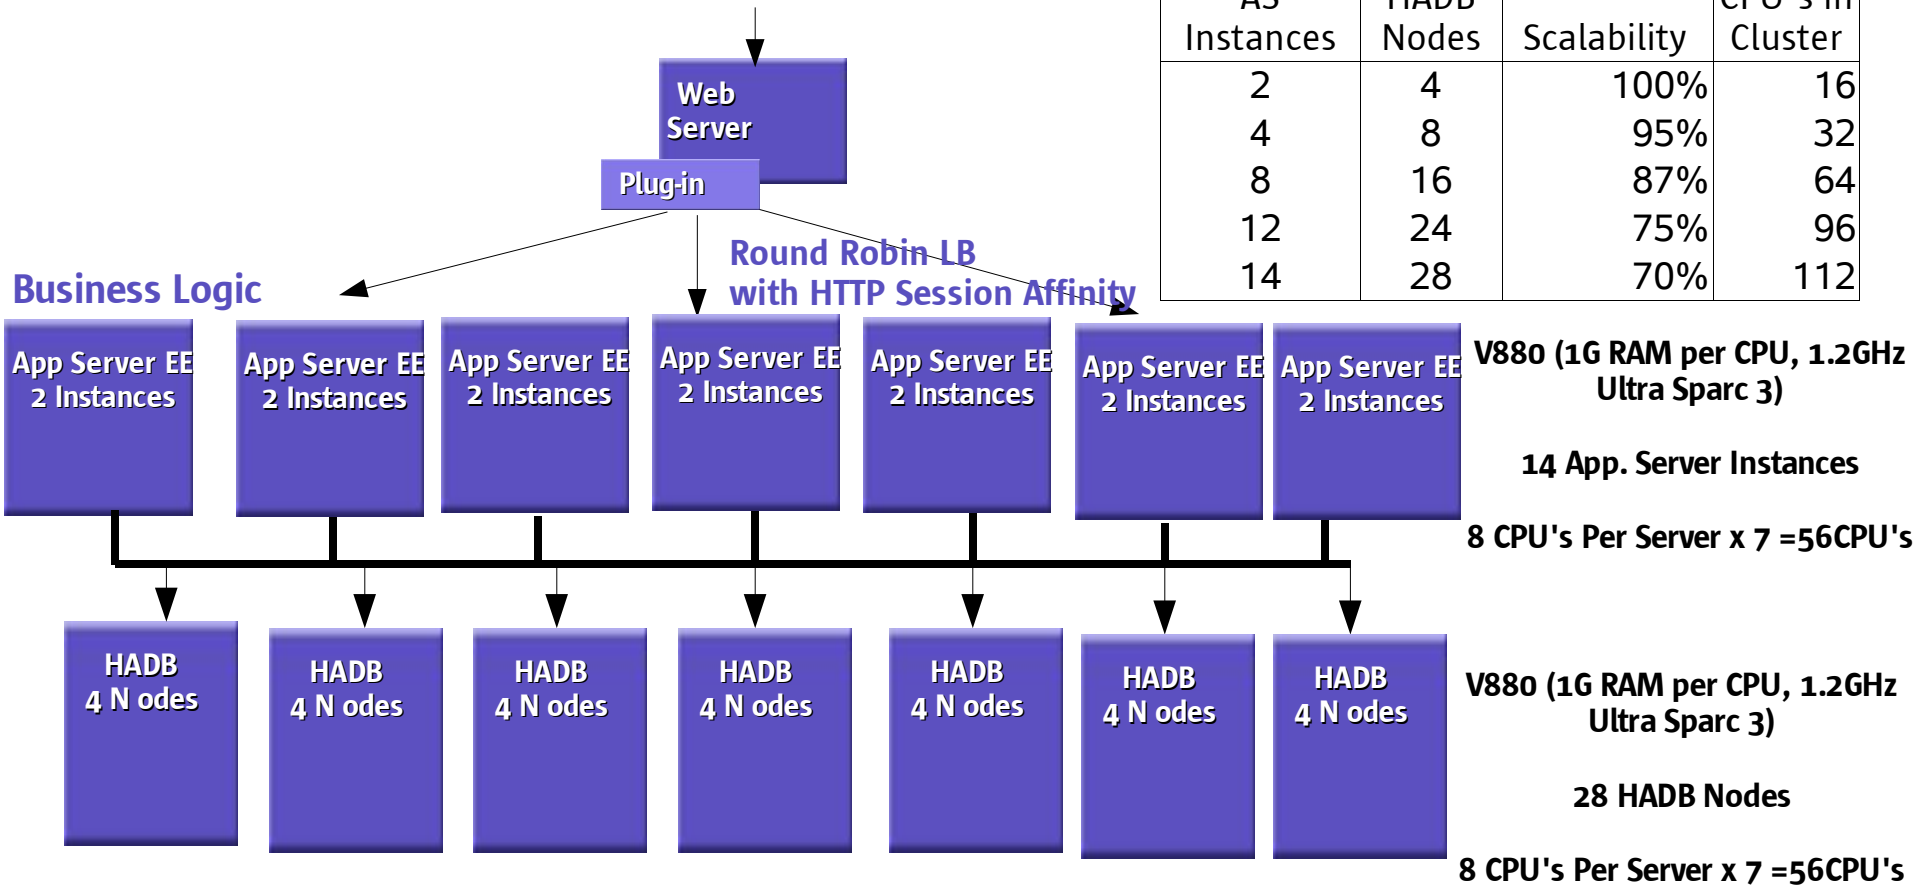 AS HADB CPU's in
Instances Nodes Scalability Cluster
2 4 100% 16
4 8 95% 32
8 16 87% 64
12 24 75% 96
14 28 70% 112
Web
Server
Plug-in
Round Robin LB
with HTTP Session Affinity
Business Logic
App Server EE
2 Instances
App Server EE
2 Instances
App Server EE
2 Instances
App Server EE
2 Instances
App Server EE
2 Instances
App Server EE
2 Instances
App Server EE
2 Instances
V880 (1G RAM per CPU, 1.2GHz
Ultra Sparc 3)
14 App. Server Instances
8 CPU's Per Server x 7 =56CPU's
HADB
4 N odes
HADB
4 N odes
HADB
4 N odes
HADB
4 N odes
HADB
4 N odes
HADB
4 N odes
HADB
4 N odes
V880 (1G RAM per CPU, 1.2GHz
Ultra Sparc 3)
28 HADB Nodes
8 CPU's Per Server x 7 =56CPU's